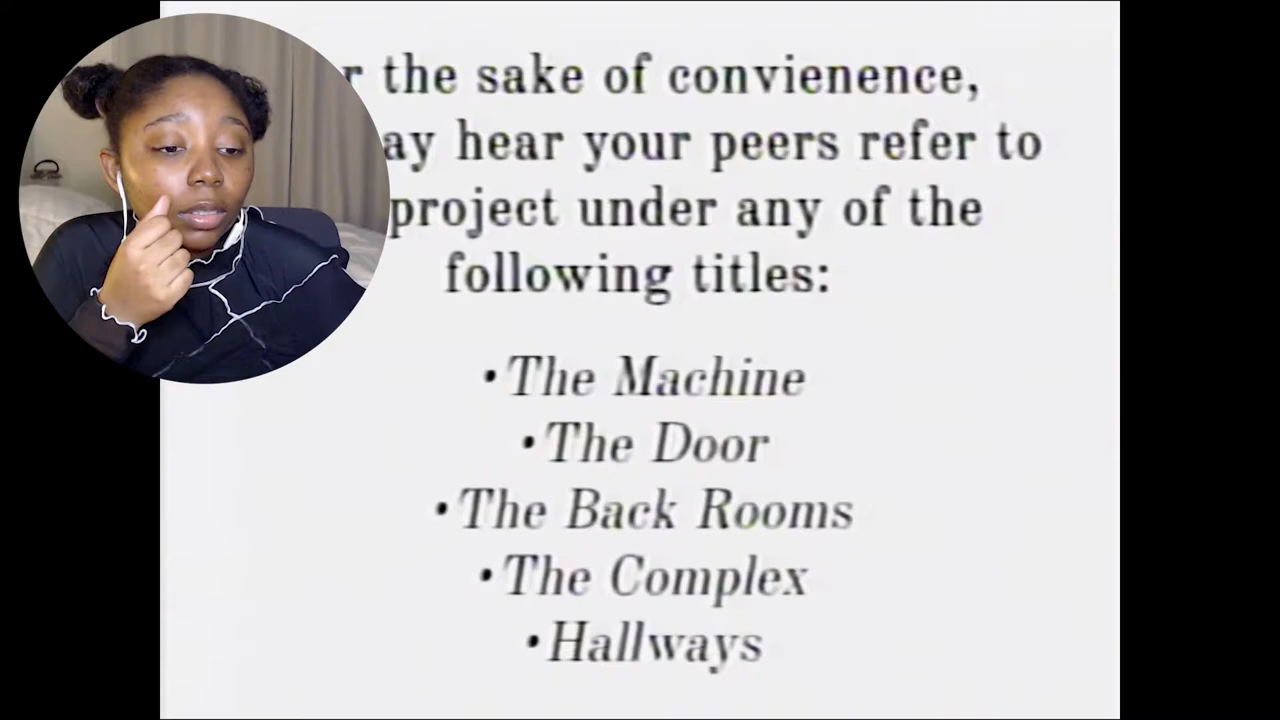 r the sake of convienence,
ay hear your peers refer to
project under any of the
following titles:
• The Machine
• The Door
• The Back Rooms
• The Complex
• Hallways